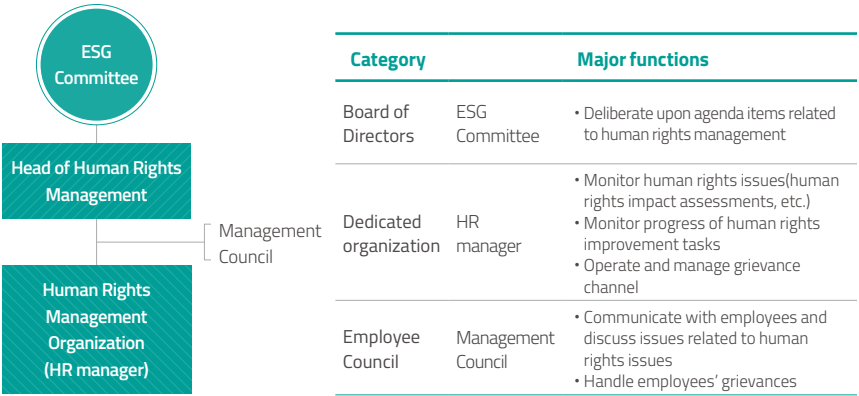 ESG
Committee
Head of Human Rights
Management
Management
Council
Human Rights
Management
Organization
(HR manager)
Category
Major functions
Board of
Directors
ESG
Committee
• Deliberate upon agenda items related
to human rights management
Dedicated
organization
HR
manager
• Monitor human rights issues(human
rights impact assessments, etc.)
• Monitor progress of human rights
improvement tasks
• Operate and manage grievance
channel
Employee
Council
Management
Council
• Communicate with employees and
discuss issues related to human
rights issues
• Handle employees’ grievances